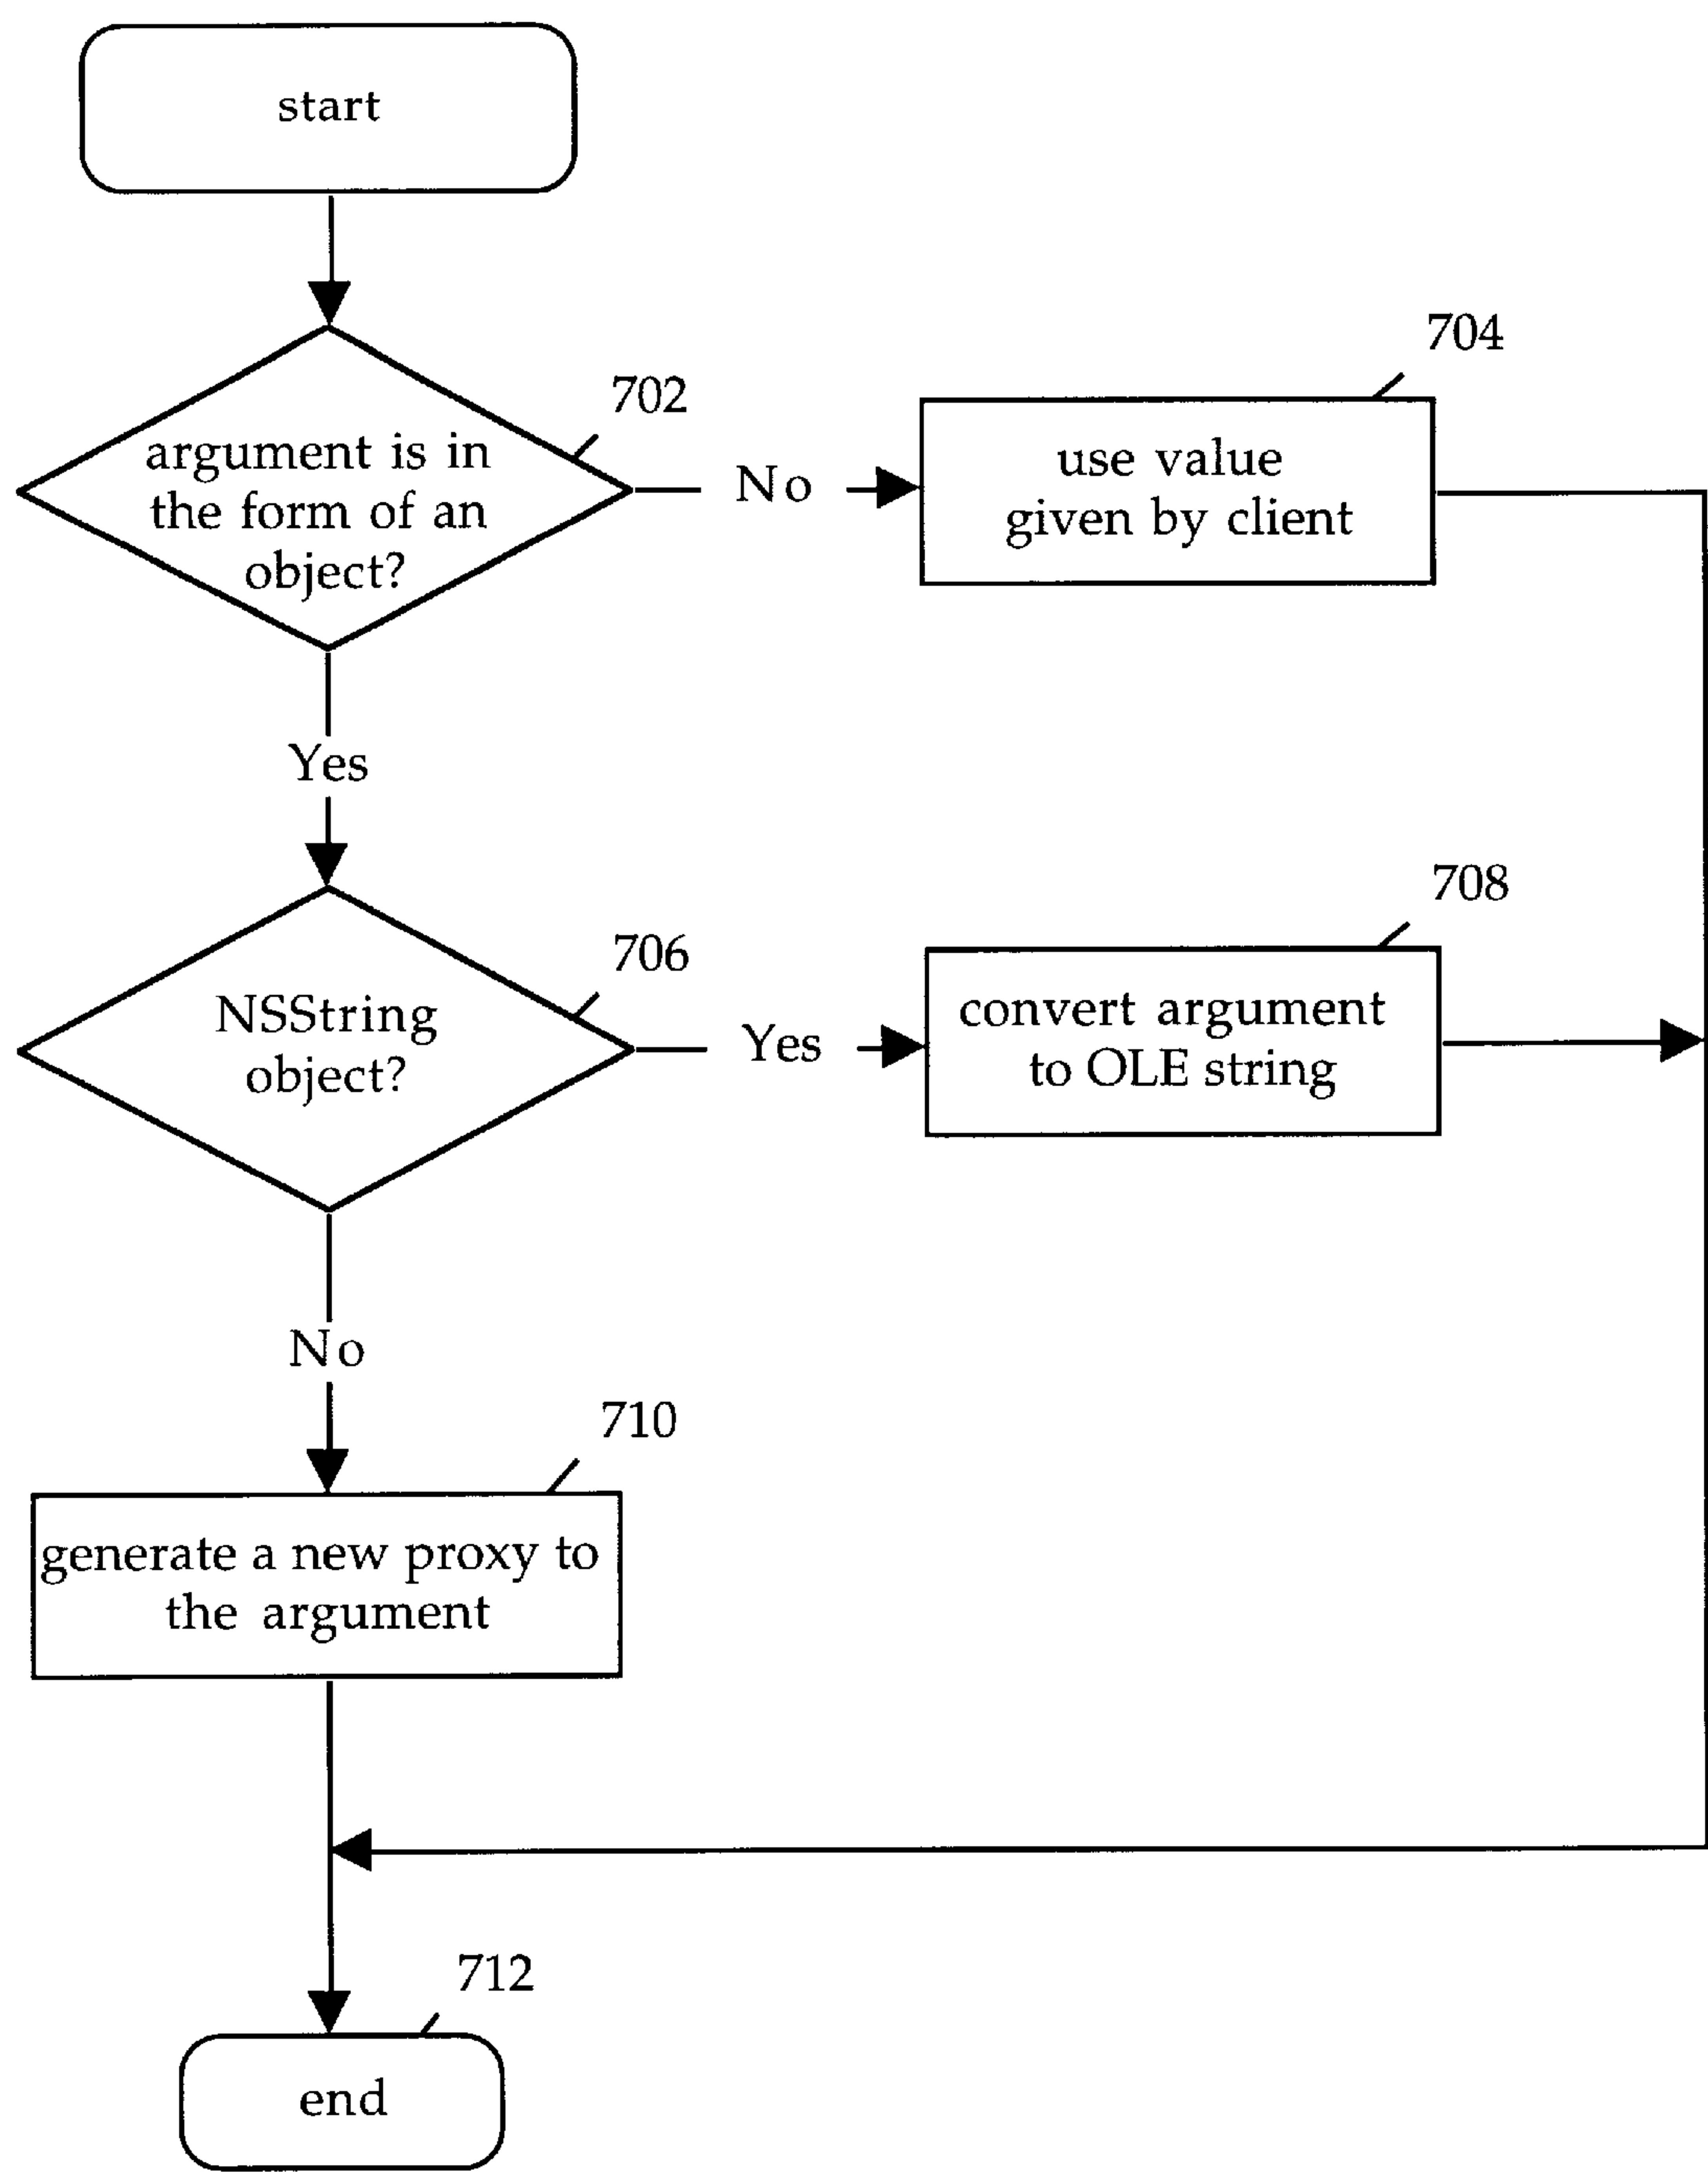 start
702
argument is in
the form of an
object?
No
704
use value
given by client
Yes
706
NSString
object?
Yes
708
convert argument
to OLE string
No
710
generate a new proxy to
the argument
712
end